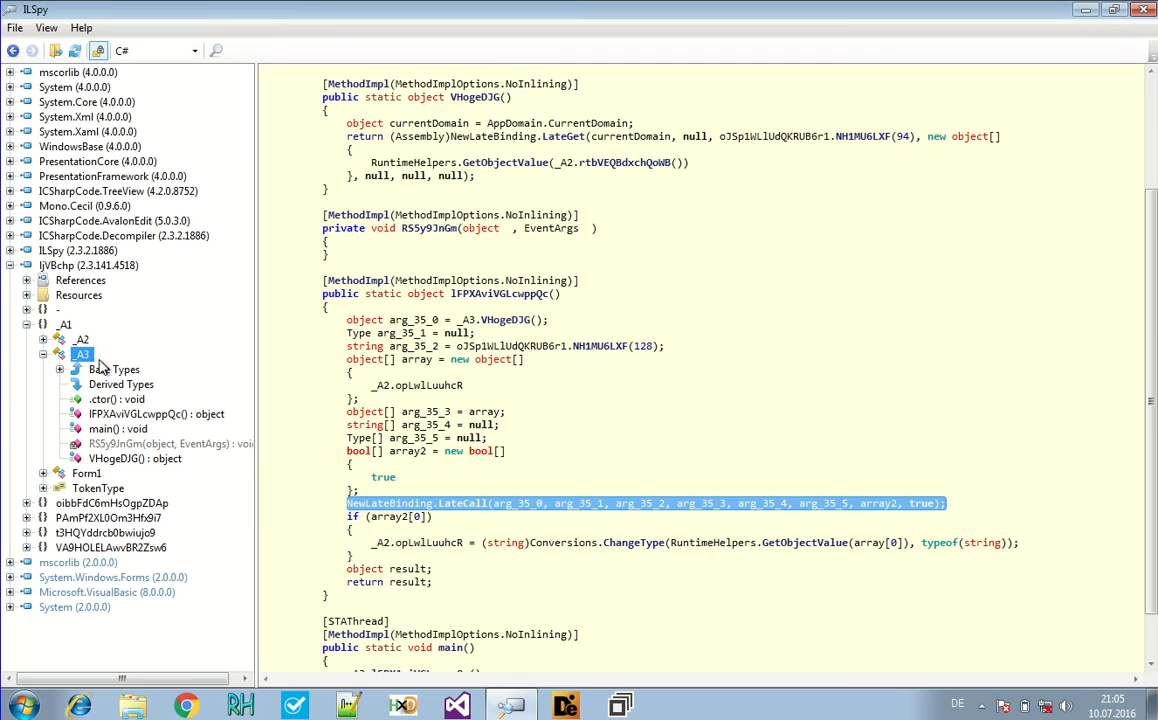 ILSpy
File View Help
C#
mscorlib (4.0.0.0)
System (4.0.0.0)
System.Core (4.0.0.0)
System.Xml (4.0.0.0)
System.Xaml (4.0.0.0)
WindowsBase (4.0.0.0)
PresentationCore (4.0.0.0)
PresentationFramework (4.0.0.0)
ICSharpCode.TreeView (4.2.0.8752)
Mono.Cecil (0.9.6.0)
ICSharpCode.AvalonEdit (5.0.3.0)
ICSharpCode.Decompiler (2.3.2.1886)
ILSpy (2.3.2.1886)
IjVBchp (2.3.141.4518)
References
Resources
-
_A1
_A2
_A3
Base Types
Derived Types
.ctor() : void
IFPXAviVGLcwppQc() : object
main() : void
RS5y9JnGm(object, EventArgs) : voi
VHogeDJG() : object
Form1
TokenType
oibbFdC6mHsOgpZDAp
PAmPf2XL0Om3Hfx9i7
t3HQYddrcb0bwiujo9
VA9HOLELAwvBR2Zsw6
mscorlib (2.0.0.0)
System.Windows.Forms (2.0.0.0)
Microsoft.VisualBasic (8.0.0.0)
System (2.0.0.0)
[MethodImpl(MethodImplOptions.NoInlining)]
public static object VHogeDJG()
{
object currentDomain = AppDomain.CurrentDomain;
return (Assembly)NewLateBinding.LateGet(currentDomain, null, oJSp1WLlUdQKRUB6r1.NH1MU6LXF(94), new object[]
{
RuntimeHelpers.GetObjectValue(_A2.rtbVEQBdxchQoWB())
}, null, null, null);
}
[MethodImpl(MethodImplOptions.NoInlining)]
private void RS5y9JnGm(object , EventArgs )
{
}
[MethodImpl(MethodImplOptions.NoInlining)]
public static object lFPXAviVGLcwppQc()
{
object arg_35_0 = _A3.VHogeDJG();
Type arg_35_1 = null;
string arg_35_2 = oJSp1WLlUdQKRUB6r1.NH1MU6LXF(128);
object[] array = new object[]
{
_A2.opLwlLuuhcR
};
object[] arg_35_3 = array;
string[] arg_35_4 = null;
Type[] arg_35_5 = null;
bool[] array2 = new bool[]
{
true
};
NewLateBinding.LateCall(arg_35_0, arg_35_1, arg_35_2, arg_35_3, arg_35_4, arg_35_5, array2, true);
if (array2[0])
{
_A2.opLwlLuuhcR = (string)Conversions.ChangeType(RuntimeHelpers.GetObjectValue(array[0]), typeof(string));
}
object result;
return result;
}
[STAThread]
[MethodImpl(MethodImplOptions.NoInlining)]
public static void main()
{
RH
HXD
De
DE
21:05
10.07.2016